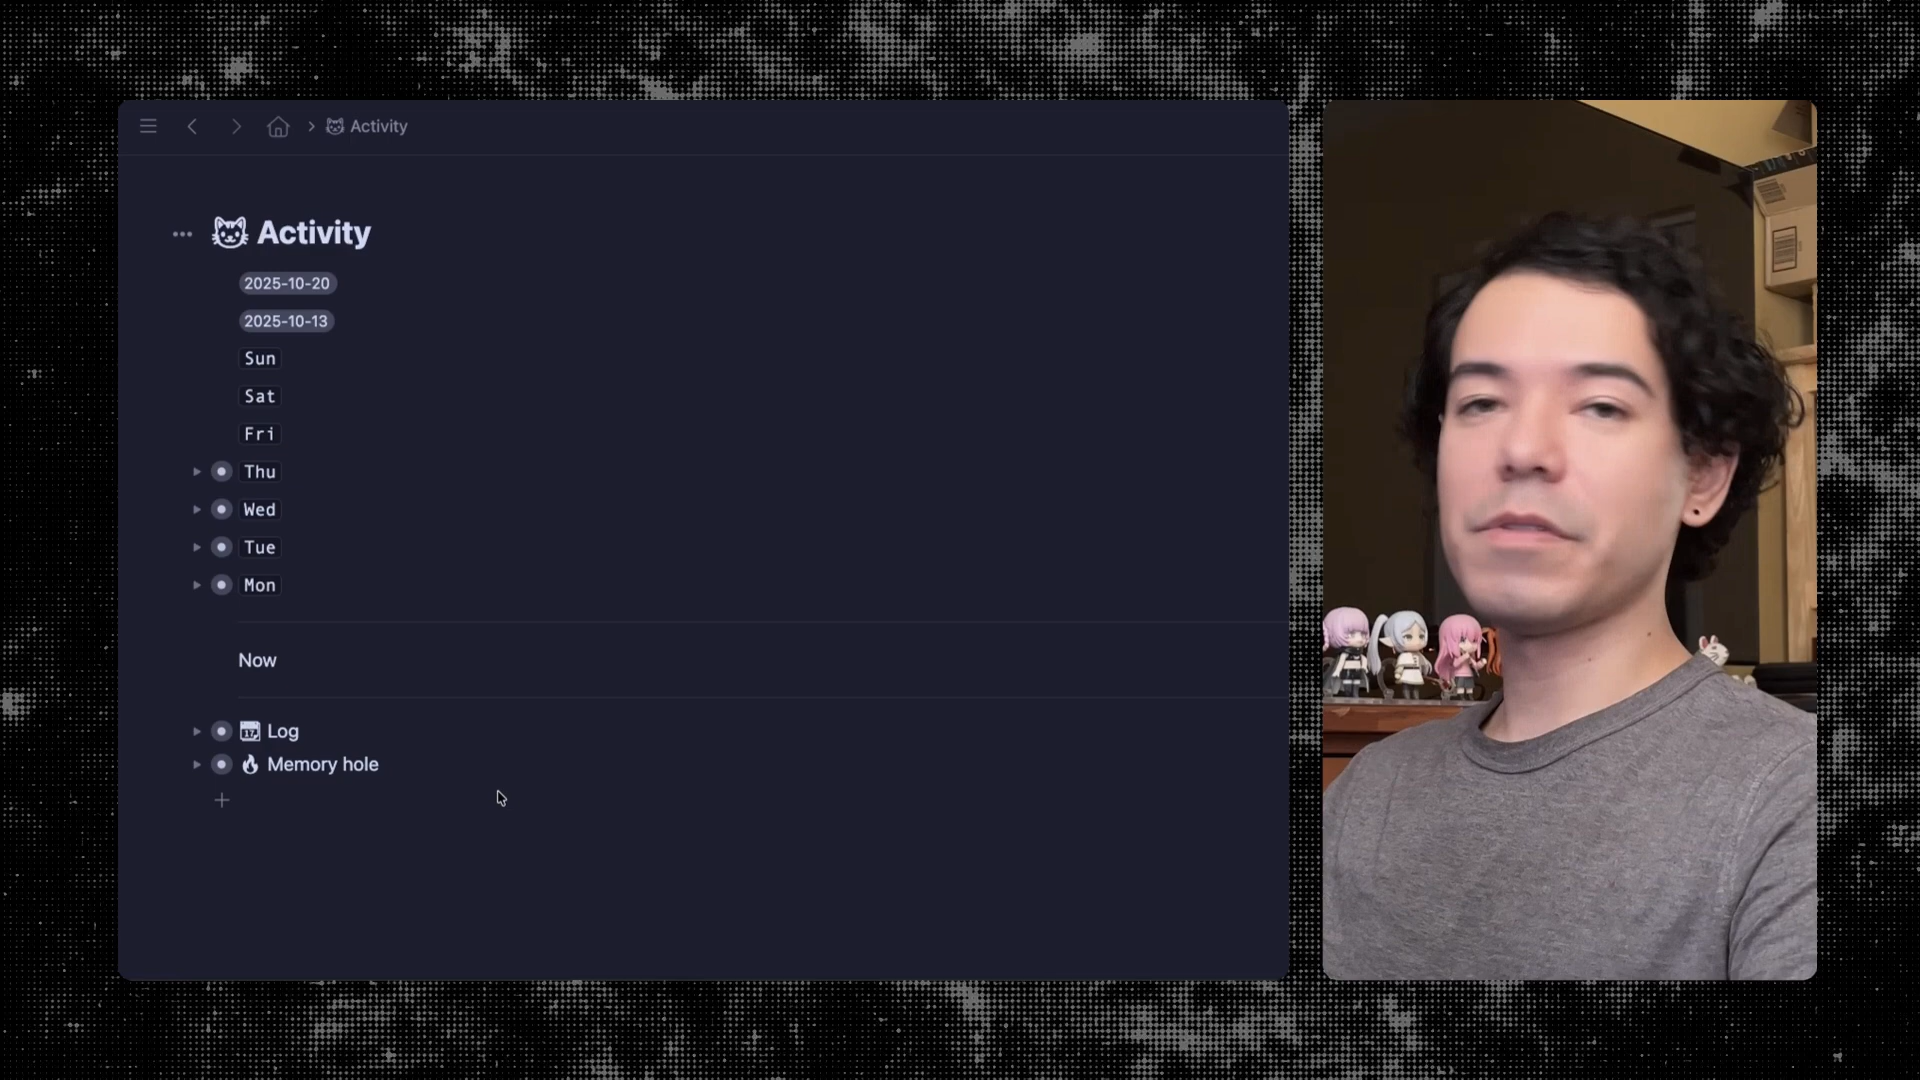 Activity
Activity
2025-10-20
2025-10-13
Sun
Sat
Fri
Thu
Wed
Tue
Mon
Now
Log
Memory hole